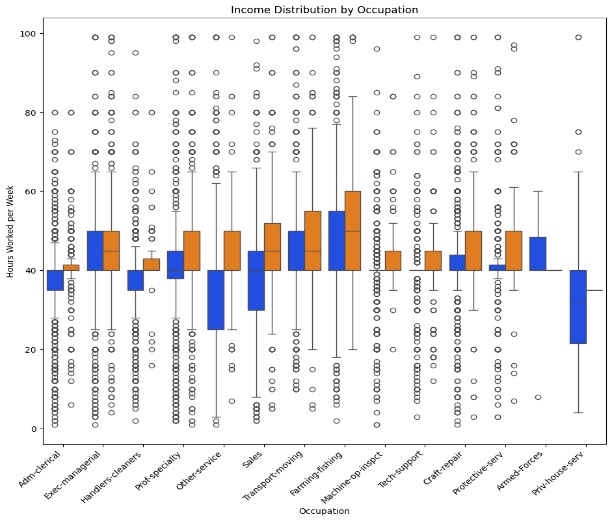 Income Distribution by Occupation
Hours Worked per Week
100
80
60
40
20
0
Adm-clerical
Exec-managerial
Handlers-cleaners
Prof-specialty
Other-service
Sales
Transport-moving
Farming-fishing
Machine-op-inspct
Tech-support
Craft-repair
Protective-serv
Armed-Forces
Priv-house-serv
Occupation